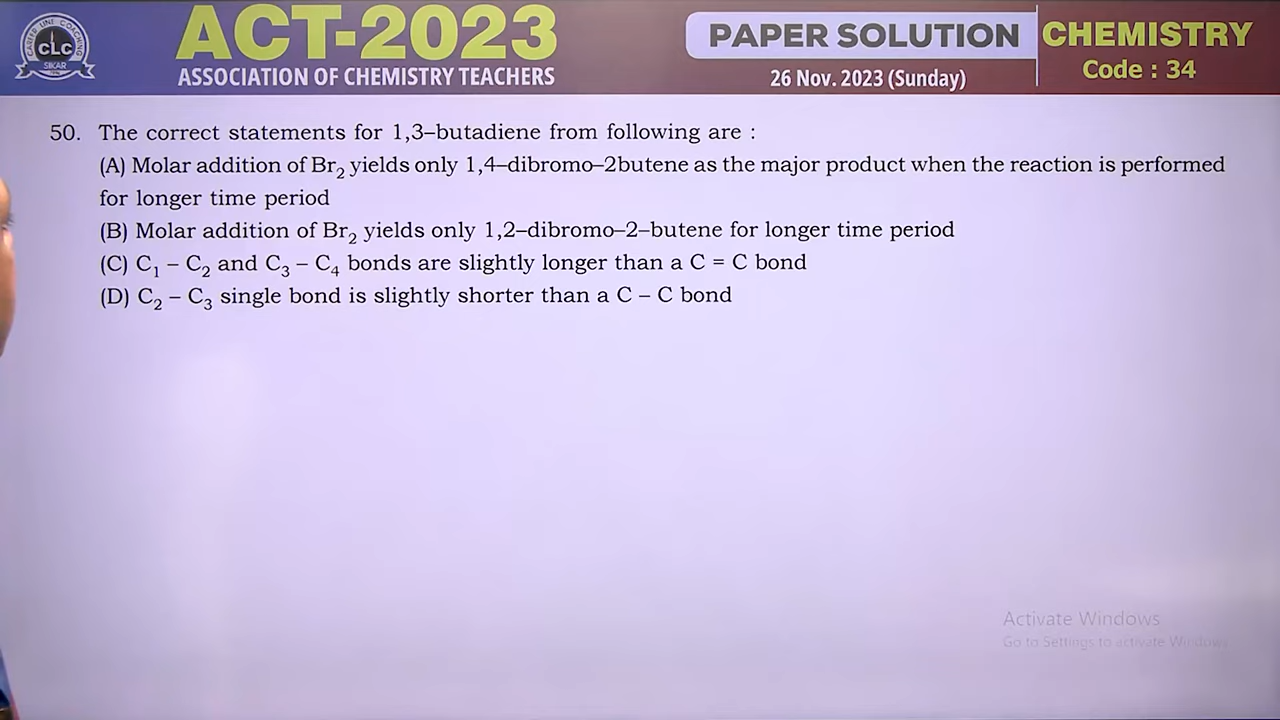 CAREER LINE COACHING
CLC
SIKAR
ACT-2023
ASSOCIATION OF CHEMISTRY TEACHERS
PAPER SOLUTION
26 Nov. 2023 (Sunday)
CHEMISTRY
Code : 34
50. The correct statements for 1,3–butadiene from following are :
(A) Molar addition of Br₂ yields only 1,4–dibromo–2butene as the major product when the reaction is performed
for longer time period
(B) Molar addition of Br₂ yields only 1,2–dibromo–2–butene for longer time period
(C) C₁ – C₂ and C₃ – C₄ bonds are slightly longer than a C = C bond
(D) C₂ – C₃ single bond is slightly shorter than a C – C bond
Activate Windows
Go to Settings to activate Windows